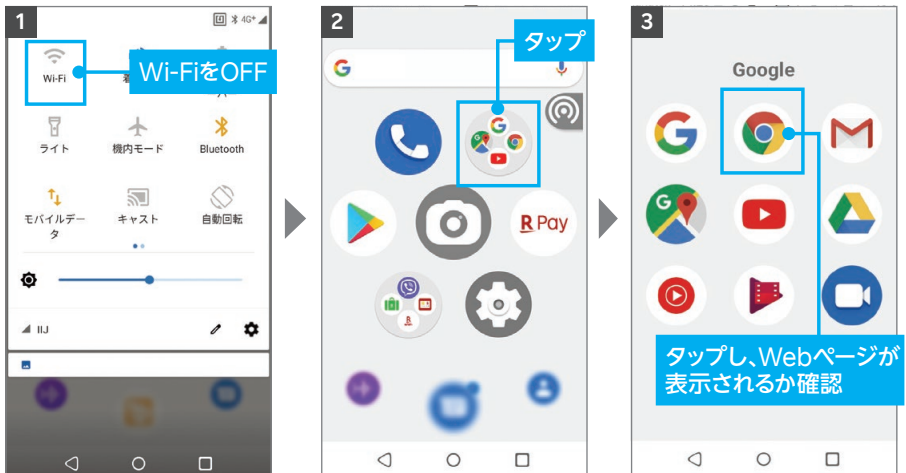 1
4G+
Wi-Fi
Wi-FiをOFF
ライト
機内モード
Bluetooth
モバイルデー
タ
キャスト
自動回転
IIJ
2
タップ
G
R Pay
3
Google
G
M
G
タップし、Webページが
表示されるか確認